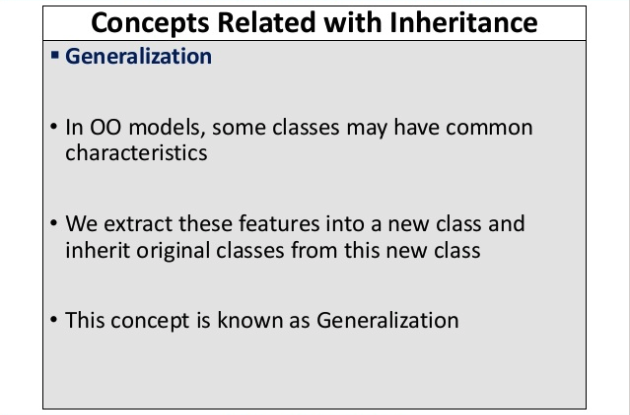 Concepts Related with Inheritance
▪ Generalization
• In OO models, some classes may have common
characteristics
• We extract these features into a new class and
inherit original classes from this new class
• This concept is known as Generalization